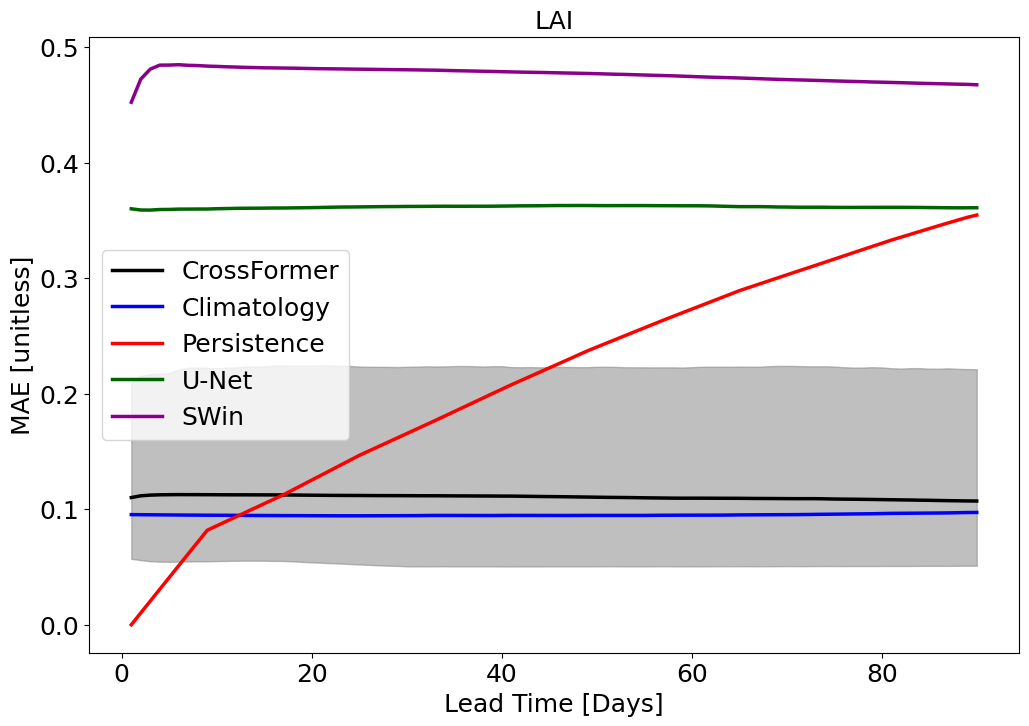 LAI
MAE [unitless]
0.5
0.4
0.3
0.2
0.1
0.0
CrossFormer
Climatology
Persistence
U-Net
SWin
0 20 40 60 80
Lead Time [Days]